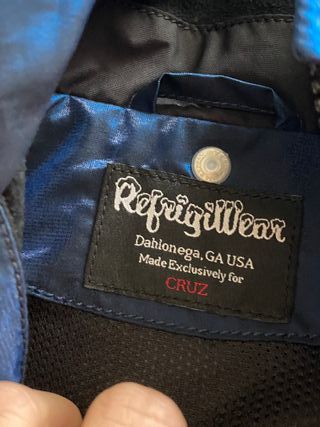 RefrigiWear
Dahlonega, GA USA
Made Exclusively for
CRUZ